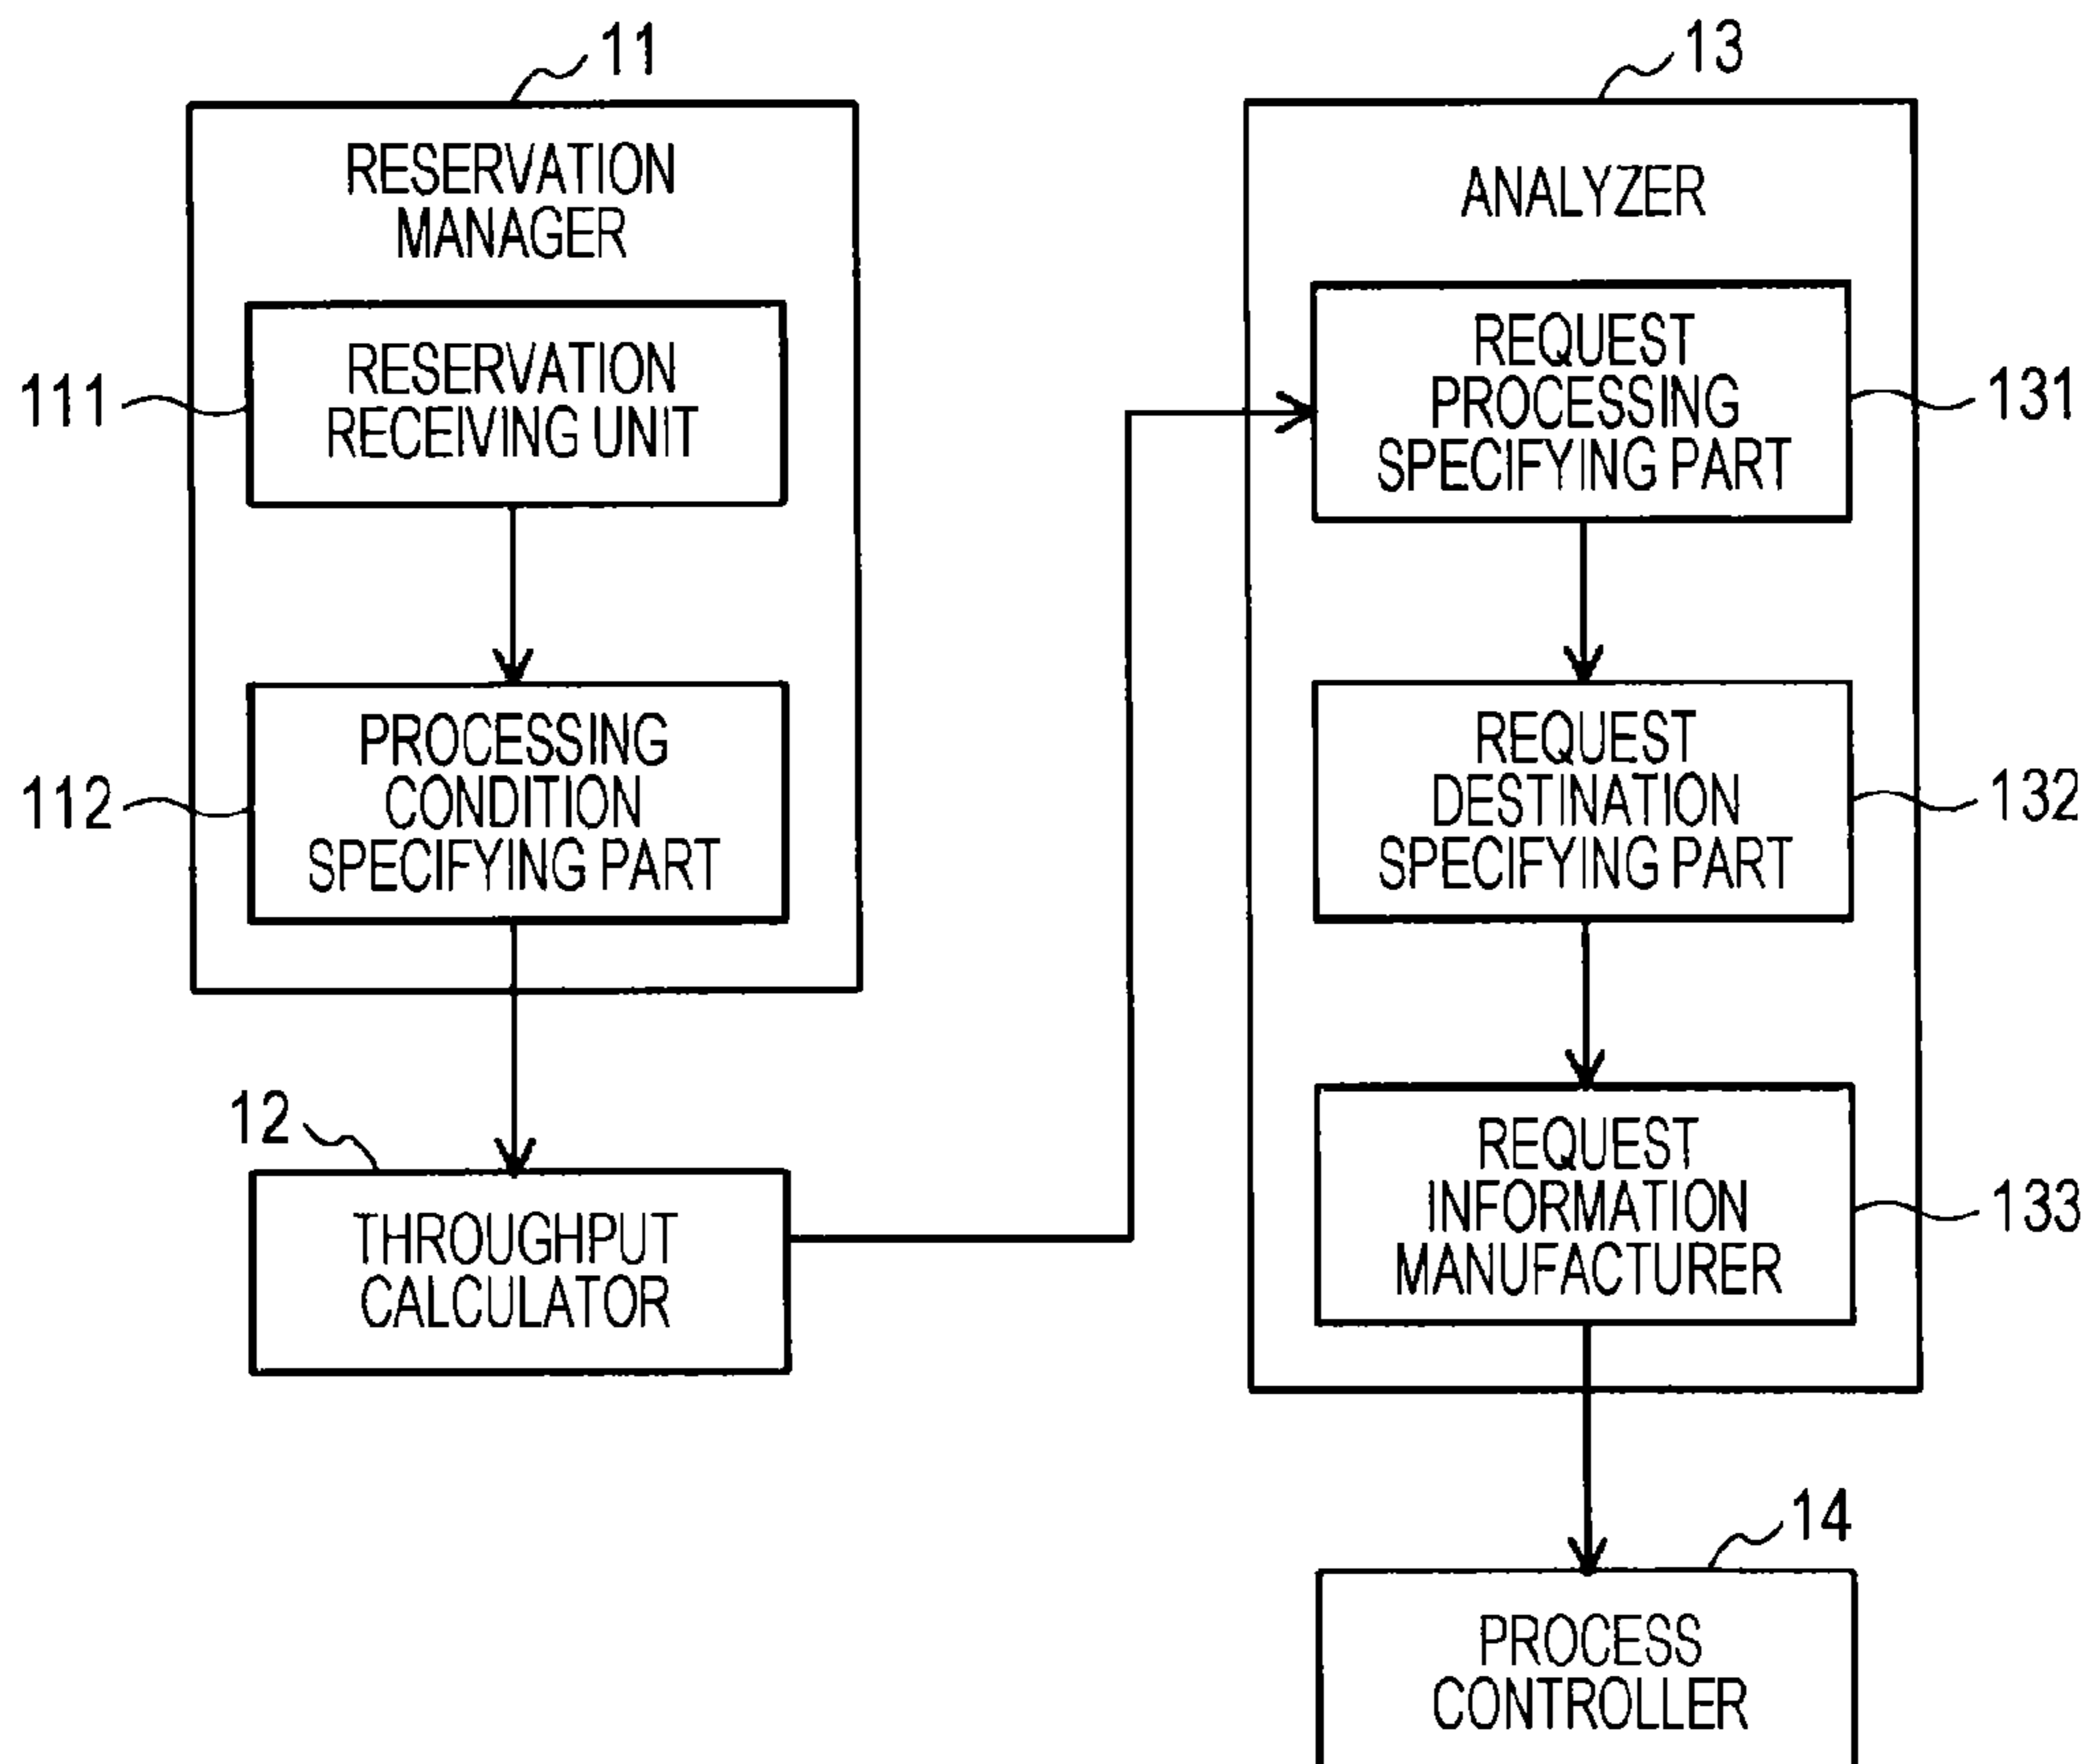 11
RESERVATION
MANAGER
111
RESERVATION
RECEIVING UNIT
112
PROCESSING
CONDITION
SPECIFYING PART
12
THROUGHPUT
CALCULATOR
13
ANALYZER
REQUEST
PROCESSING
SPECIFYING PART
131
REQUEST
DESTINATION
SPECIFYING PART
132
REQUEST
INFORMATION
MANUFACTURER
133
14
PROCESS
CONTROLLER